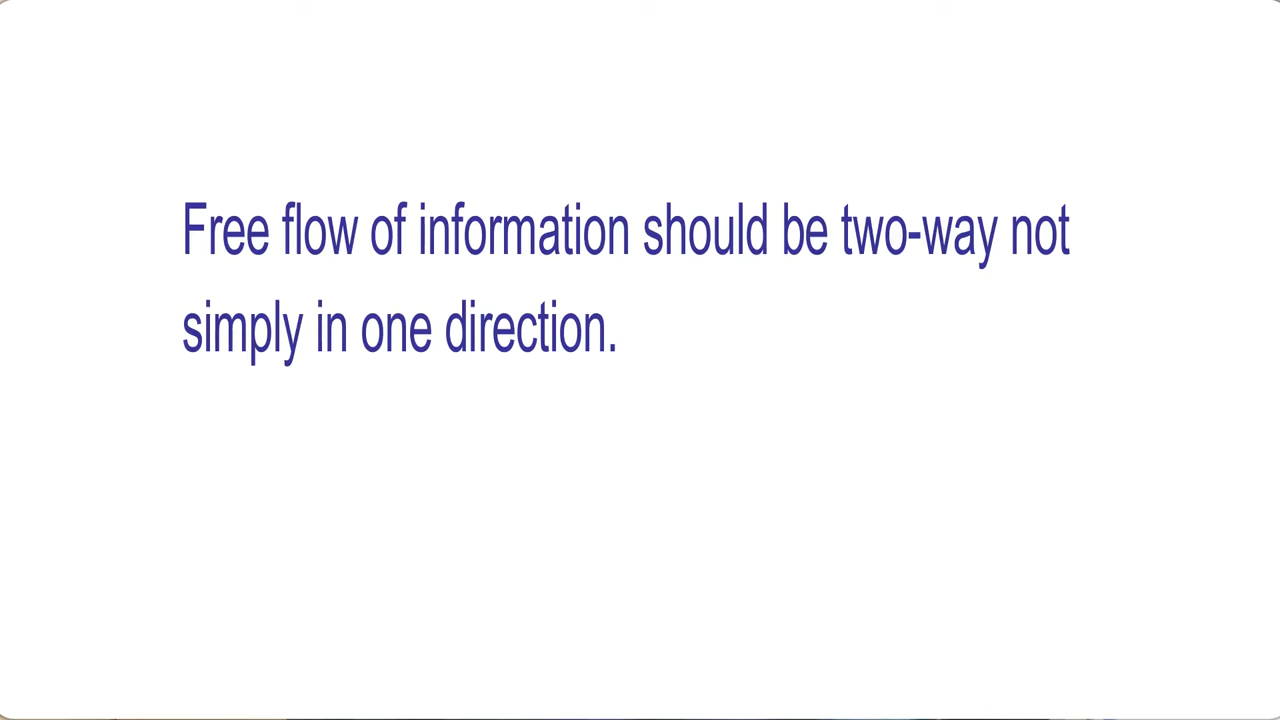 Free flow of information should be two-way not
simply in one direction.